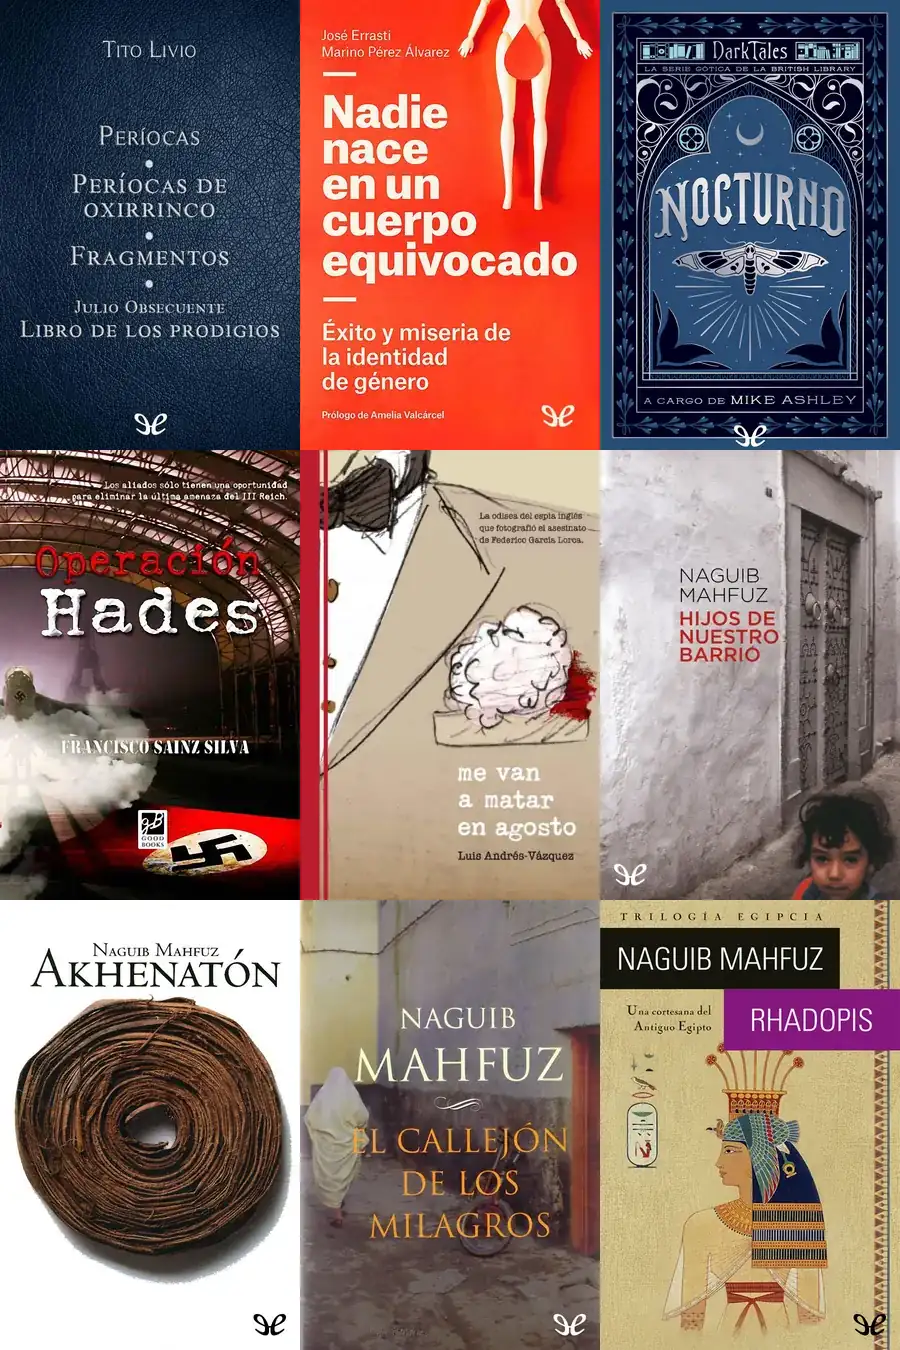 TITO LIVIO
PERÍOCAS
•
PERÍOCAS DE
OXIRRINCO
•
FRAGMENTOS
•
JULIO OBSECUENTE
LIBRO DE LOS PRODIGIOS
José Errasti
Marino Pérez Álvarez
Nadie
nace
en un
cuerpo
equivocado
Éxito y miseria de
la identidad
de género
Prólogo de Amelia Valcárcel
DarkTales
LA SERIE GÓTICA DE LA BRITISH LIBRARY
NOCTURNO
A CARGO DE MIKE ASHLEY
Los aliados sólo tienen una oportunidad
para eliminar la última amenaza del III Reich.
Operación
Hades
FRANCISCO SAINZ SILVA
GB
GOOD
BOOKS
La odisea del espía inglés
que fotografió el asesinato
de Federico García Lorca.
me van
a matar
en agosto
Luis Andrés-Vázquez
NAGUIB
MAHFUZ
HIJOS DE
NUESTRO
BARRIO
NAGUIB MAHFUZ
AKHENATÓN
NAGUIB
MAHFUZ
EL CALLEJÓN
DE LOS
MILAGROS
TRILOGÍA EGIPCIA
NAGUIB MAHFUZ
Una cortesana del
Antiguo Egipto
RHADOPIS